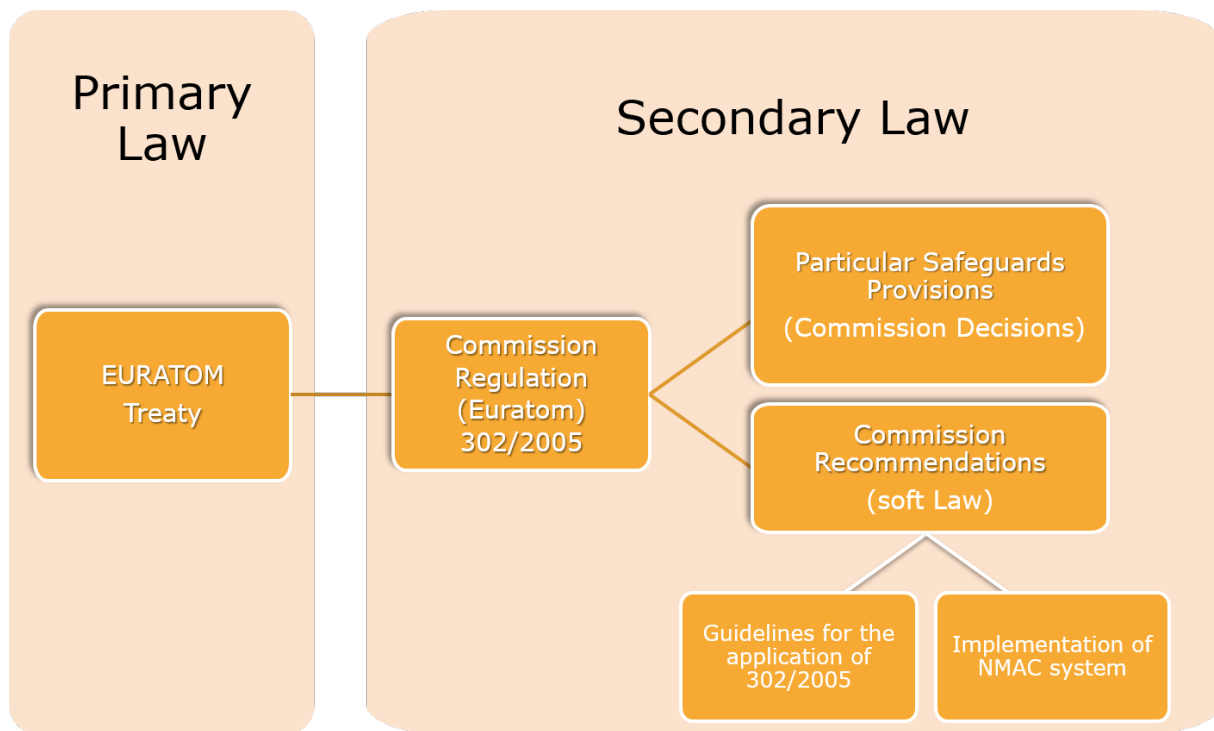 Primary
Law
Secondary Law
EURATOM
Treaty
Commission
Regulation
(Euratom)
302/2005
Particular Safeguards
Provisions
(Commission Decisions)
Commission
Recommendations
(soft Law)
Guidelines for the
application of
302/2005
Implementation of
NMAC system